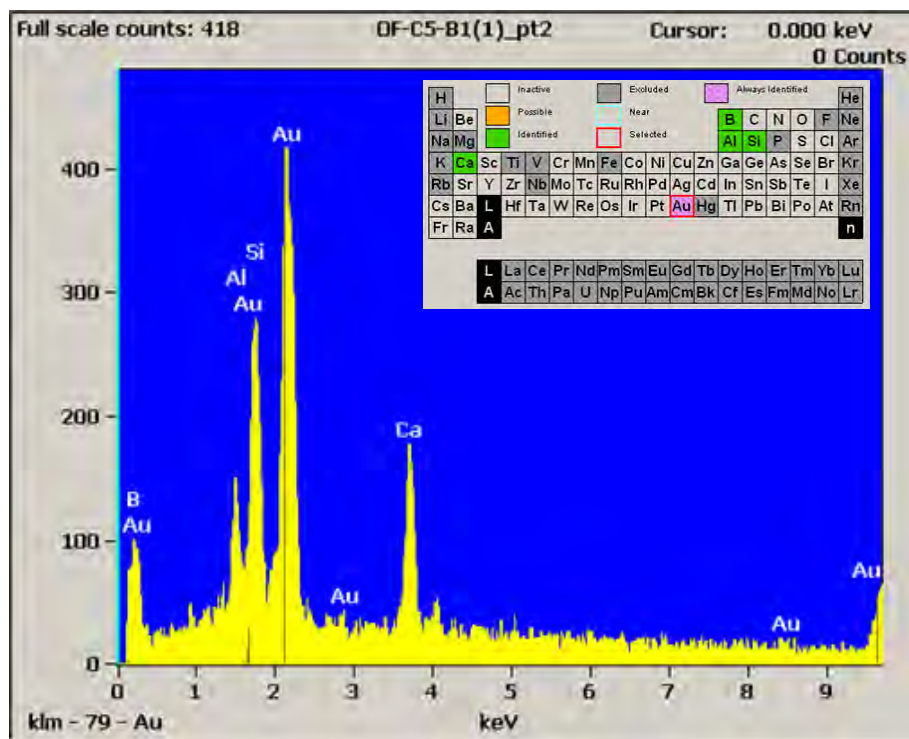 Full scale counts: 418 OF-C5-B1(1)_pt2 Cursor: 0.000 keV
0 Counts
Inactive Excluded Always Identified
Possible Near
Identified Selected
H He
Li Be B C N O F Ne
Na Mg Al Si P S Cl Ar
K Ca Sc Ti V Cr Mn Fe Co Ni Cu Zn Ga Ge As Se Br Kr
Rb Sr Y Zr Nb Mo Tc Ru Rh Pd Ag Cd In Sn Sb Te I Xe
Cs Ba L Hf Ta W Re Os Ir Pt Au Hg Tl Pb Bi Po At Rn
Fr Ra A n
L La Ce Pr Nd Pm Sm Eu Gd Tb Dy Ho Er Tm Yb Lu
A Ac Th Pa U Np Pu Am Cm Bk Cf Es Fm Md No Lr
Au
400
Si
Al
300
Au
Ca
200
B
Au
100
Au
Au
Au
0
0 1 2 3 4 5 6 7 8 9
klm - 79 - Au keV